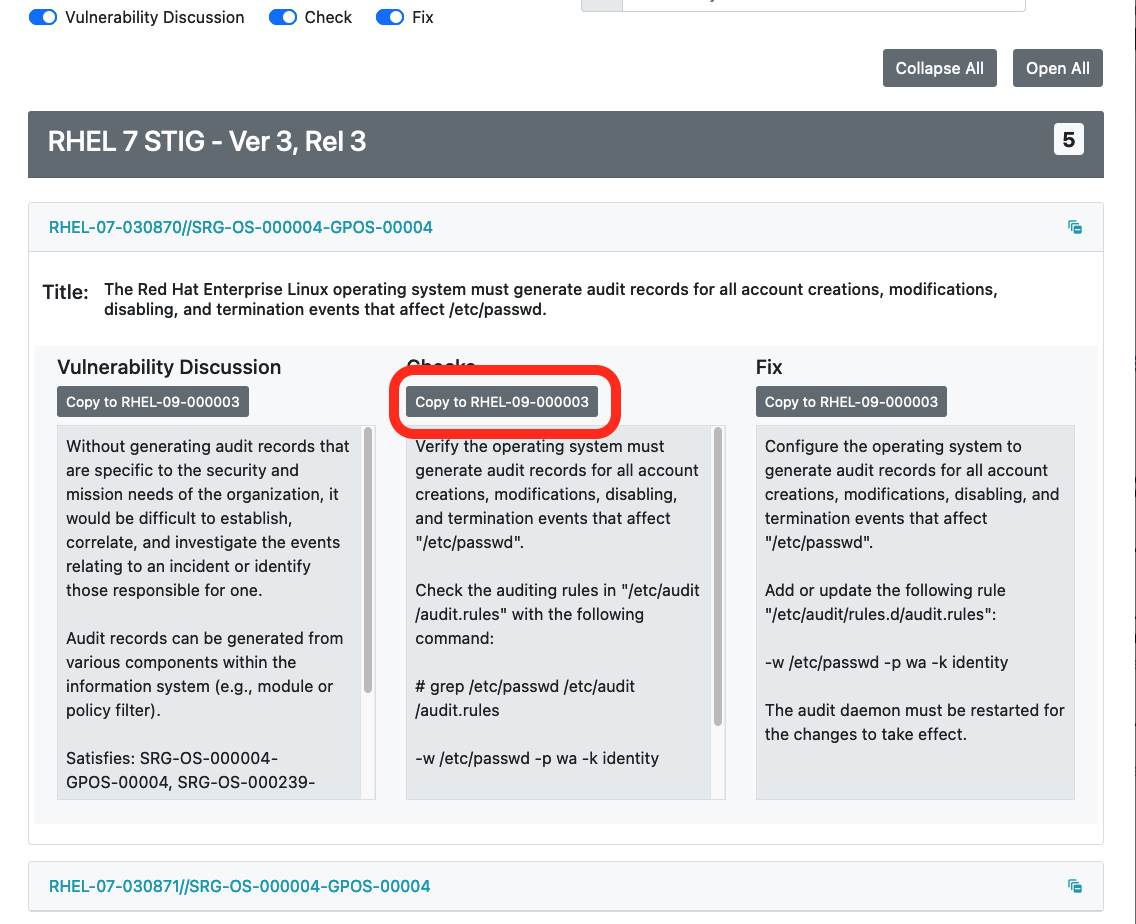 Vulnerability Discussion Check Fix
Collapse All Open All
RHEL 7 STIG - Ver 3, Rel 3 5
RHEL-07-030870//SRG-OS-000004-GPOS-00004
Title: The Red Hat Enterprise Linux operating system must generate audit records for all account creations, modifications,
disabling, and termination events that affect /etc/passwd.
Vulnerability Discussion
Copy to RHEL-09-000003
Without generating audit records that
are specific to the security and
mission needs of the organization, it
would be difficult to establish,
correlate, and investigate the events
relating to an incident or identify
those responsible for one.
Audit records can be generated from
various components within the
information system (e.g., module or
policy filter).
Satisfies: SRG-OS-000004-
GPOS-00004, SRG-OS-000239-
Checks
Copy to RHEL-09-000003
Verify the operating system must
generate audit records for all account
creations, modifications, disabling,
and termination events that affect
"/etc/passwd".
Check the auditing rules in "/etc/audit
/audit.rules" with the following
command:
# grep /etc/passwd /etc/audit
/audit.rules
-w /etc/passwd -p wa -k identity
Fix
Copy to RHEL-09-000003
Configure the operating system to
generate audit records for all account
creations, modifications, disabling, and
termination events that affect
"/etc/passwd".
Add or update the following rule
"/etc/audit/rules.d/audit.rules":
-w /etc/passwd -p wa -k identity
The audit daemon must be restarted for
the changes to take effect.
RHEL-07-030871//SRG-OS-000004-GPOS-00004